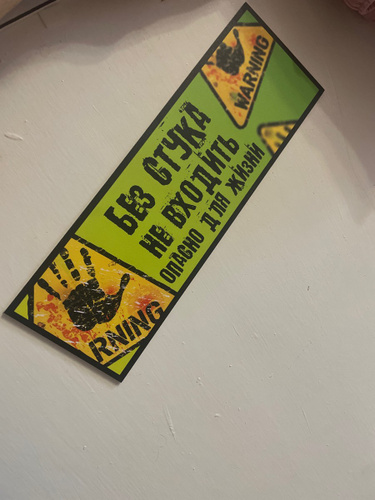 WARNING
БЕЗ СТУКА
НЕ ВХОДИТЬ
ОПАСНО ДЛЯ ЖИЗНИ
RNING